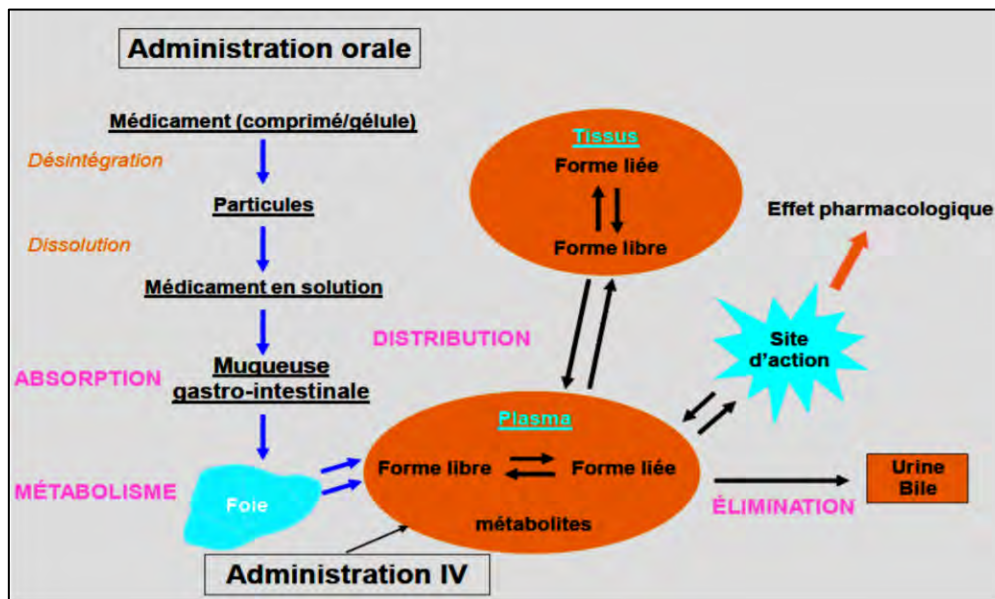 Administration orale
Médicament (comprimé/gélule)
Désintégration
Particules
Dissolution
Médicament en solution
ABSORPTION
Muqueuse
gastro-intestinale
MÉTABOLISME
Foie
Administration IV
Tissus
Forme liée
Forme libre
DISTRIBUTION
Plasma
Forme libre
Forme liée
métabolites
Effet pharmacologique
Site
d'action
ÉLIMINATION
Urine
Bile